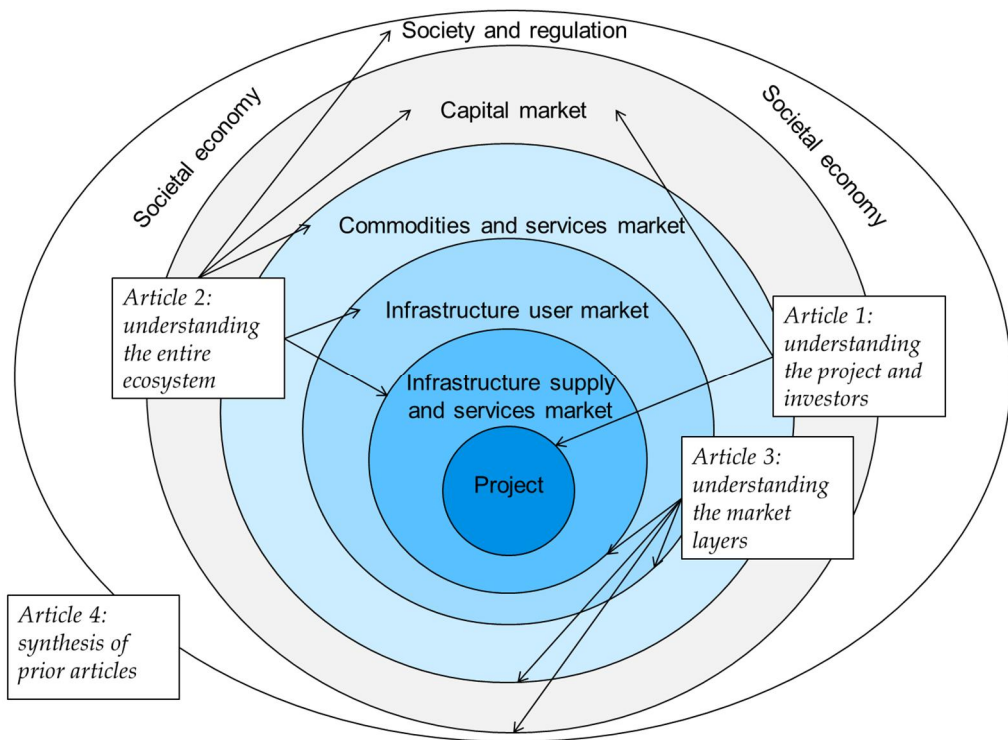 Society and regulation
Societal economy
Societal economy
Capital market
Commodities and services market
Article 2:
understanding
the entire
ecosystem
Infrastructure user market
Article 1:
understanding
the project and
investors
Infrastructure supply
and services market
Article 3:
understanding
the market
layers
Project
Article 4:
synthesis of
prior articles